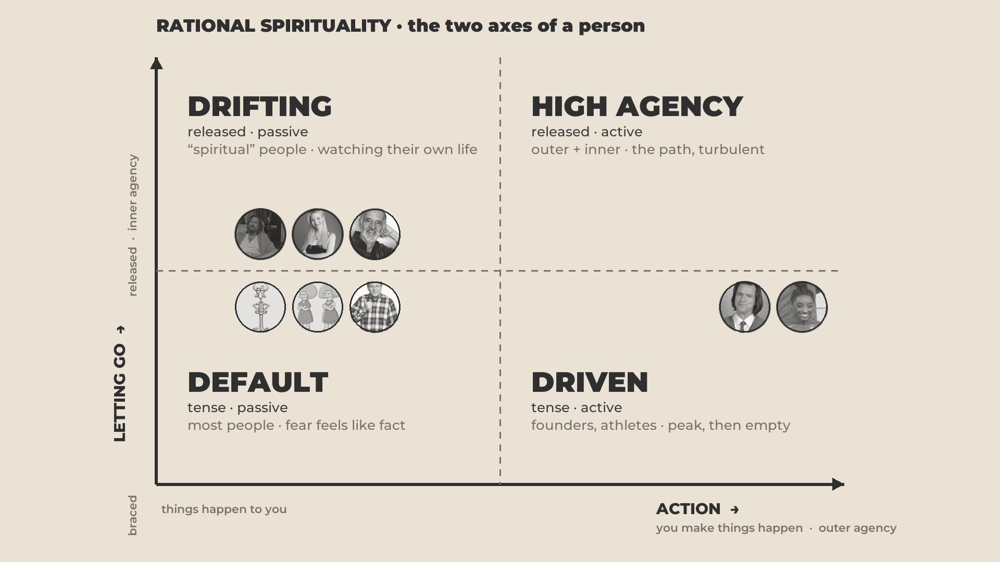 RATIONAL SPIRITUALITY · the two axes of a person
DRIFTING
released · passive
“spiritual” people · watching their own life
HIGH AGENCY
released · active
outer + inner · the path, turbulent
released · inner agency
LETTING GO →
braced
DEFAULT
tense · passive
most people · fear feels like fact
DRIVEN
tense · active
founders, athletes · peak, then empty
things happen to you
ACTION →
you make things happen · outer agency